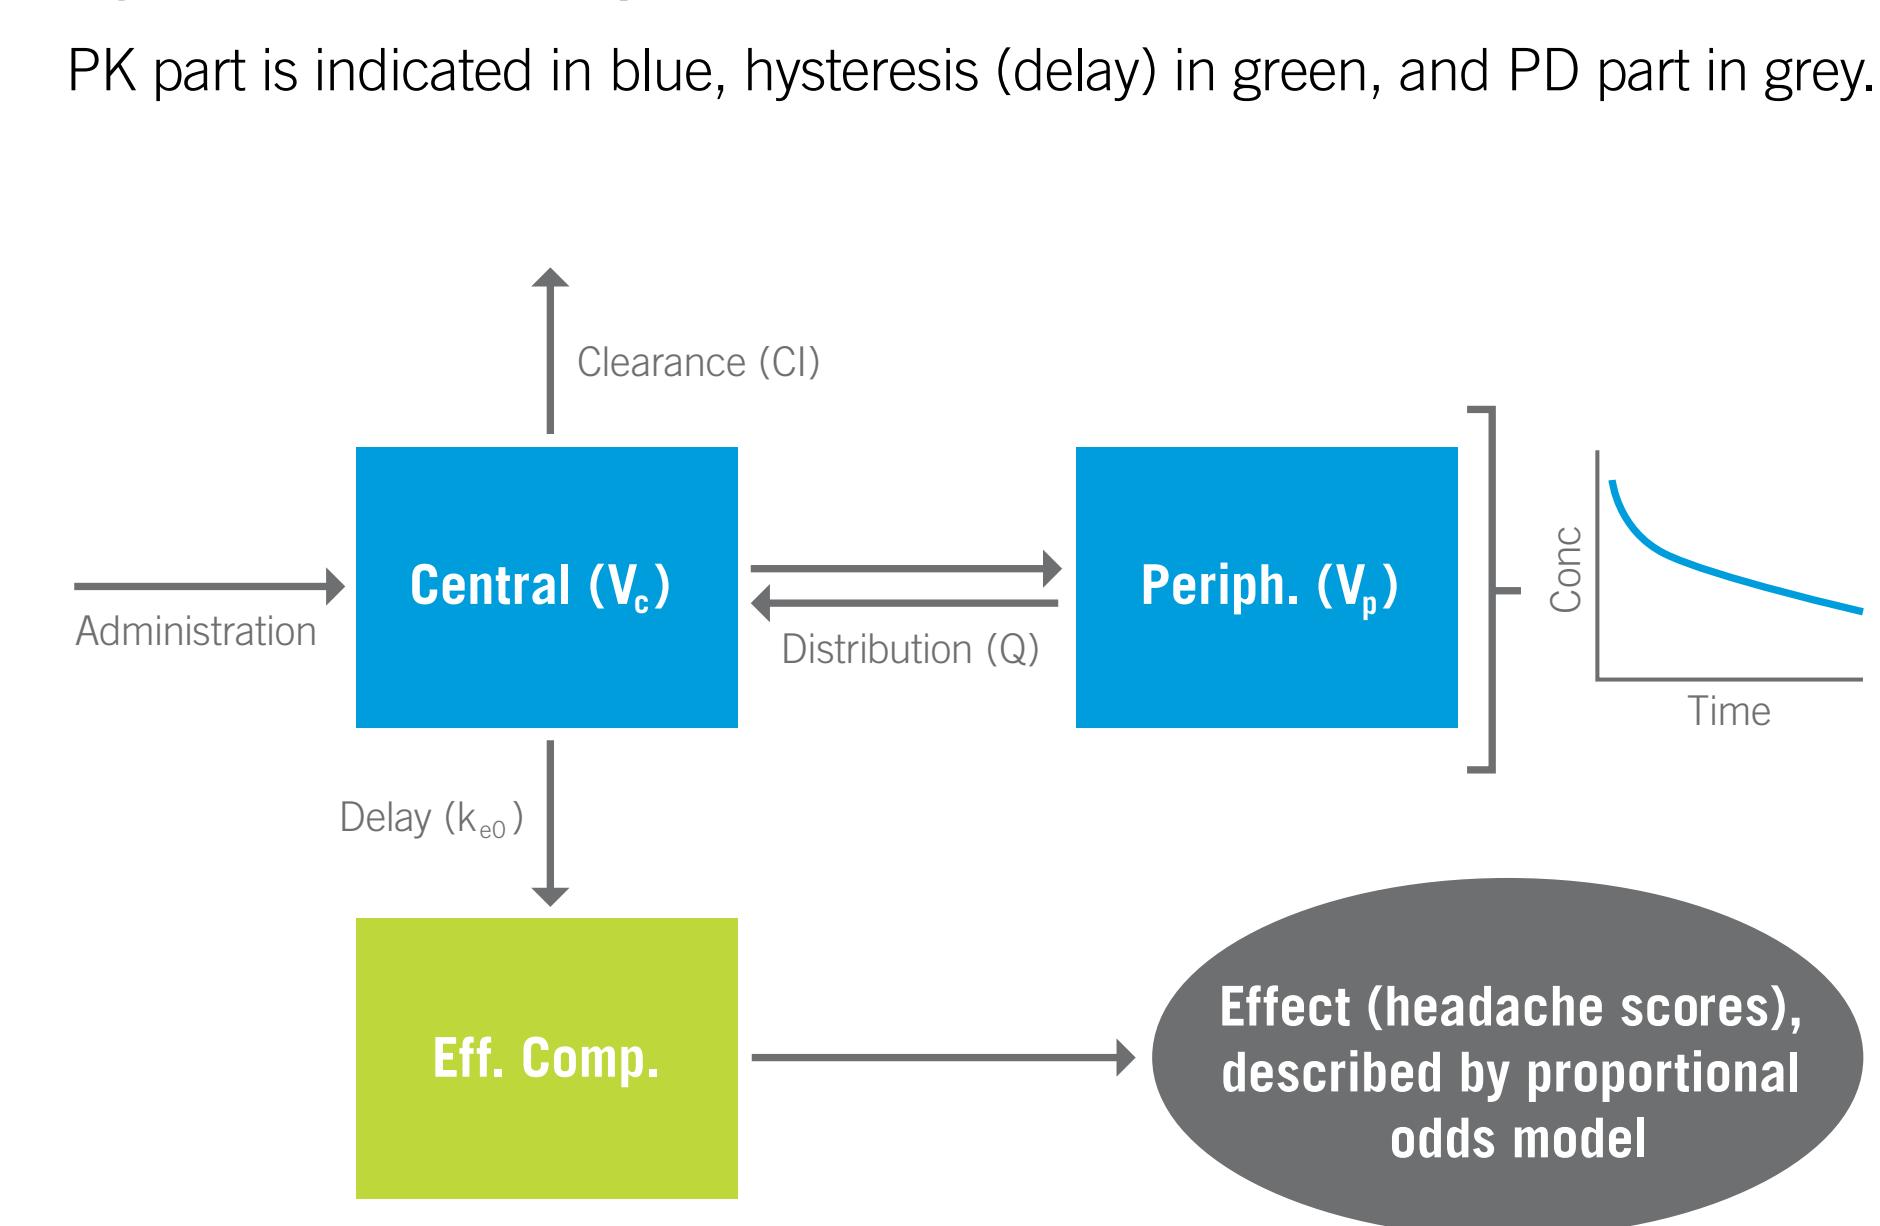 PK part is indicated in blue, hysteresis (delay) in green, and PD part in grey.
Clearance (Cl)
Central (Vc)
Periph. (Vp)
Conc
Administration
Distribution (Q)
Time
Delay (ke0)
Effect (headache scores),
described by proportional
odds model
Eff. Comp.